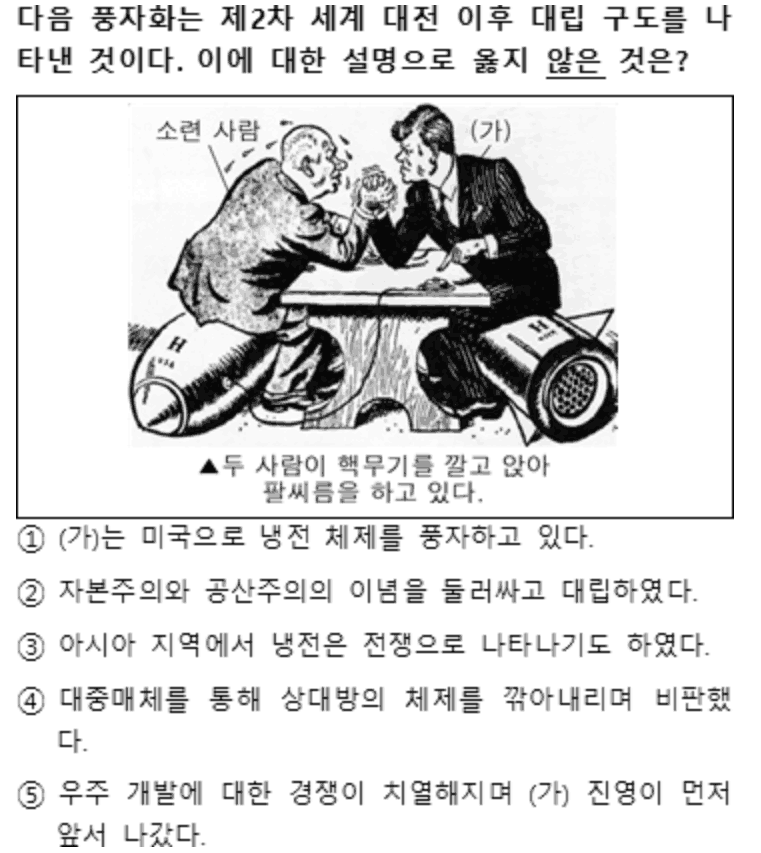 다음 풍자화는 제2차 세계 대전 이후 대립 구도를 나
타낸 것이다. 이에 대한 설명으로 옳지 않은 것은?
소련 사람
(가)
H
USA
H
▲두 사람이 핵무기를 깔고 앉아
팔씨름을 하고 있다.
① (가)는 미국으로 냉전 체제를 풍자하고 있다.
② 자본주의와 공산주의의 이념을 둘러싸고 대립하였다.
③ 아시아 지역에서 냉전은 전쟁으로 나타나기도 하였다.
④ 대중매체를 통해 상대방의 체제를 깎아내리며 비판했
다.
⑤ 우주 개발에 대한 경쟁이 치열해지며 (가) 진영이 먼저
앞서 나갔다.